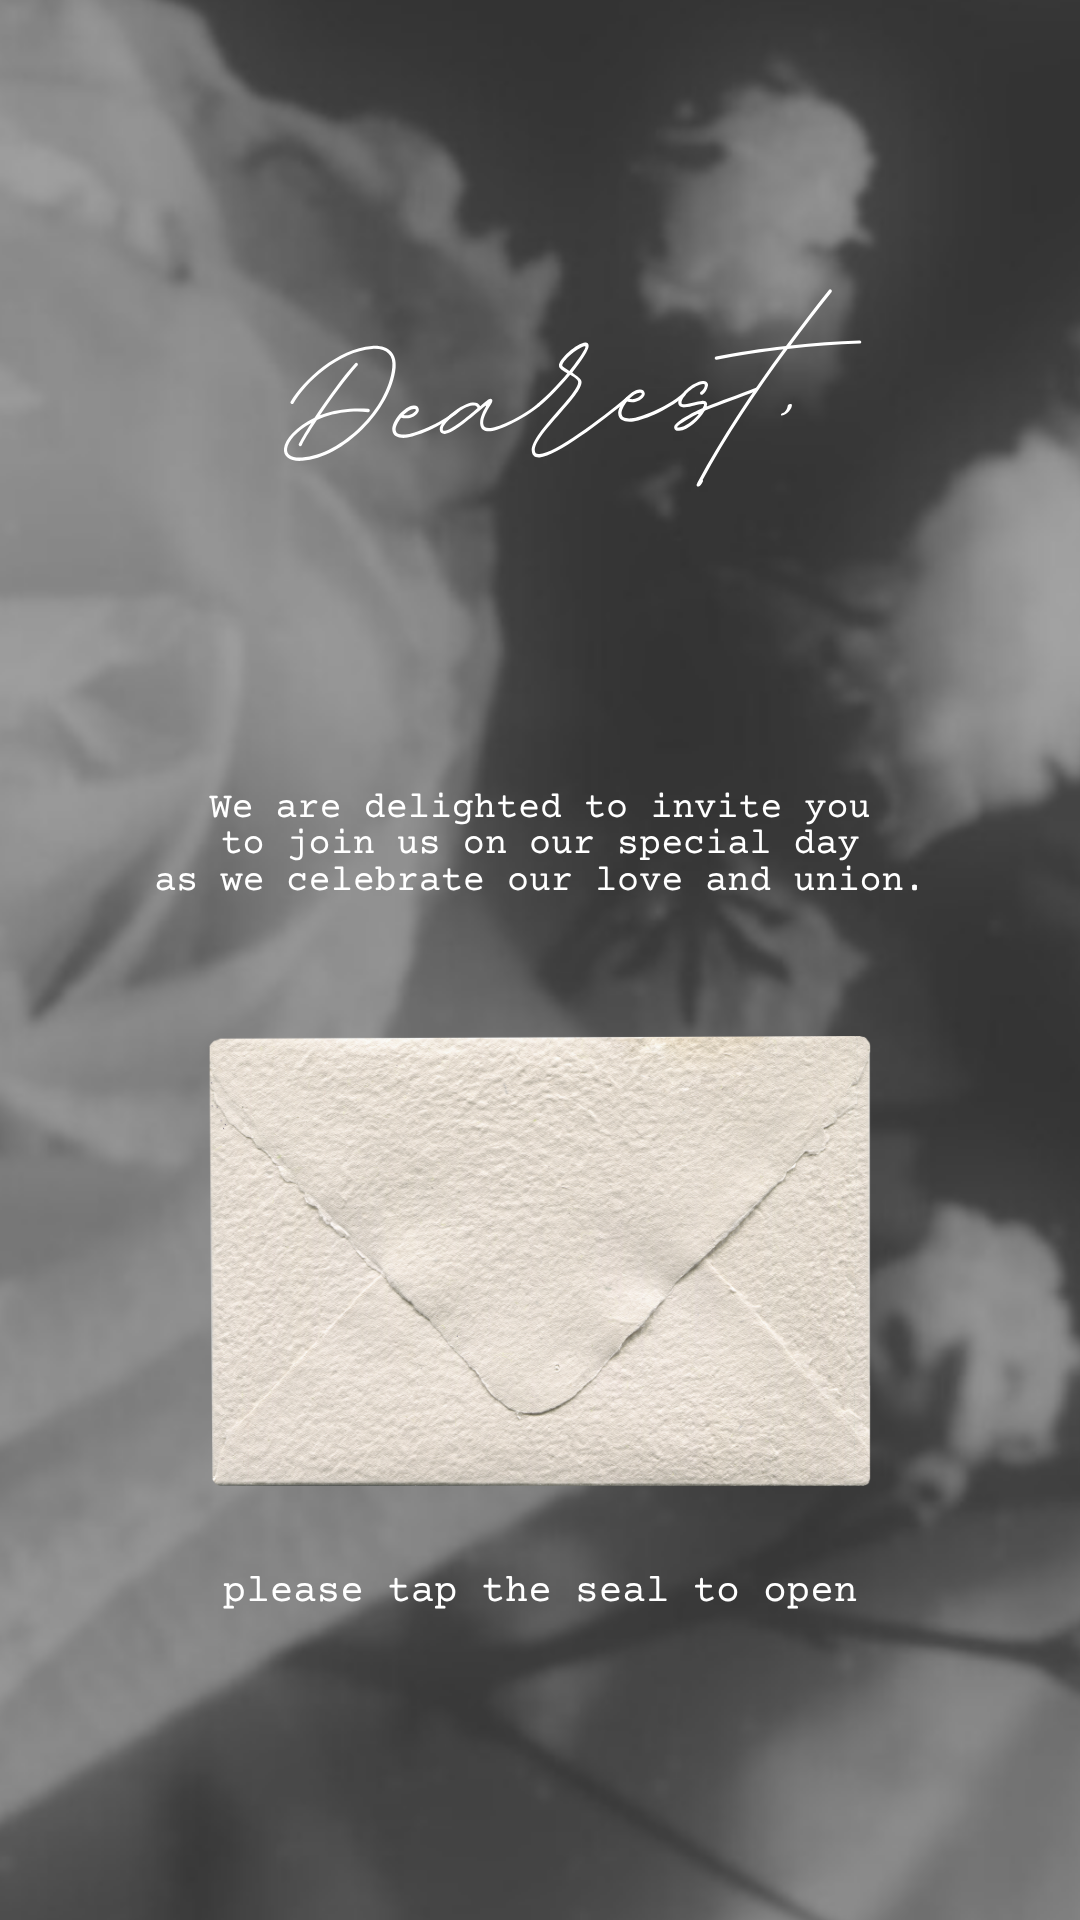 Dearest,
We are delighted to invite you
to join us on our special day
as we celebrate our love and union.
please tap the seal to open